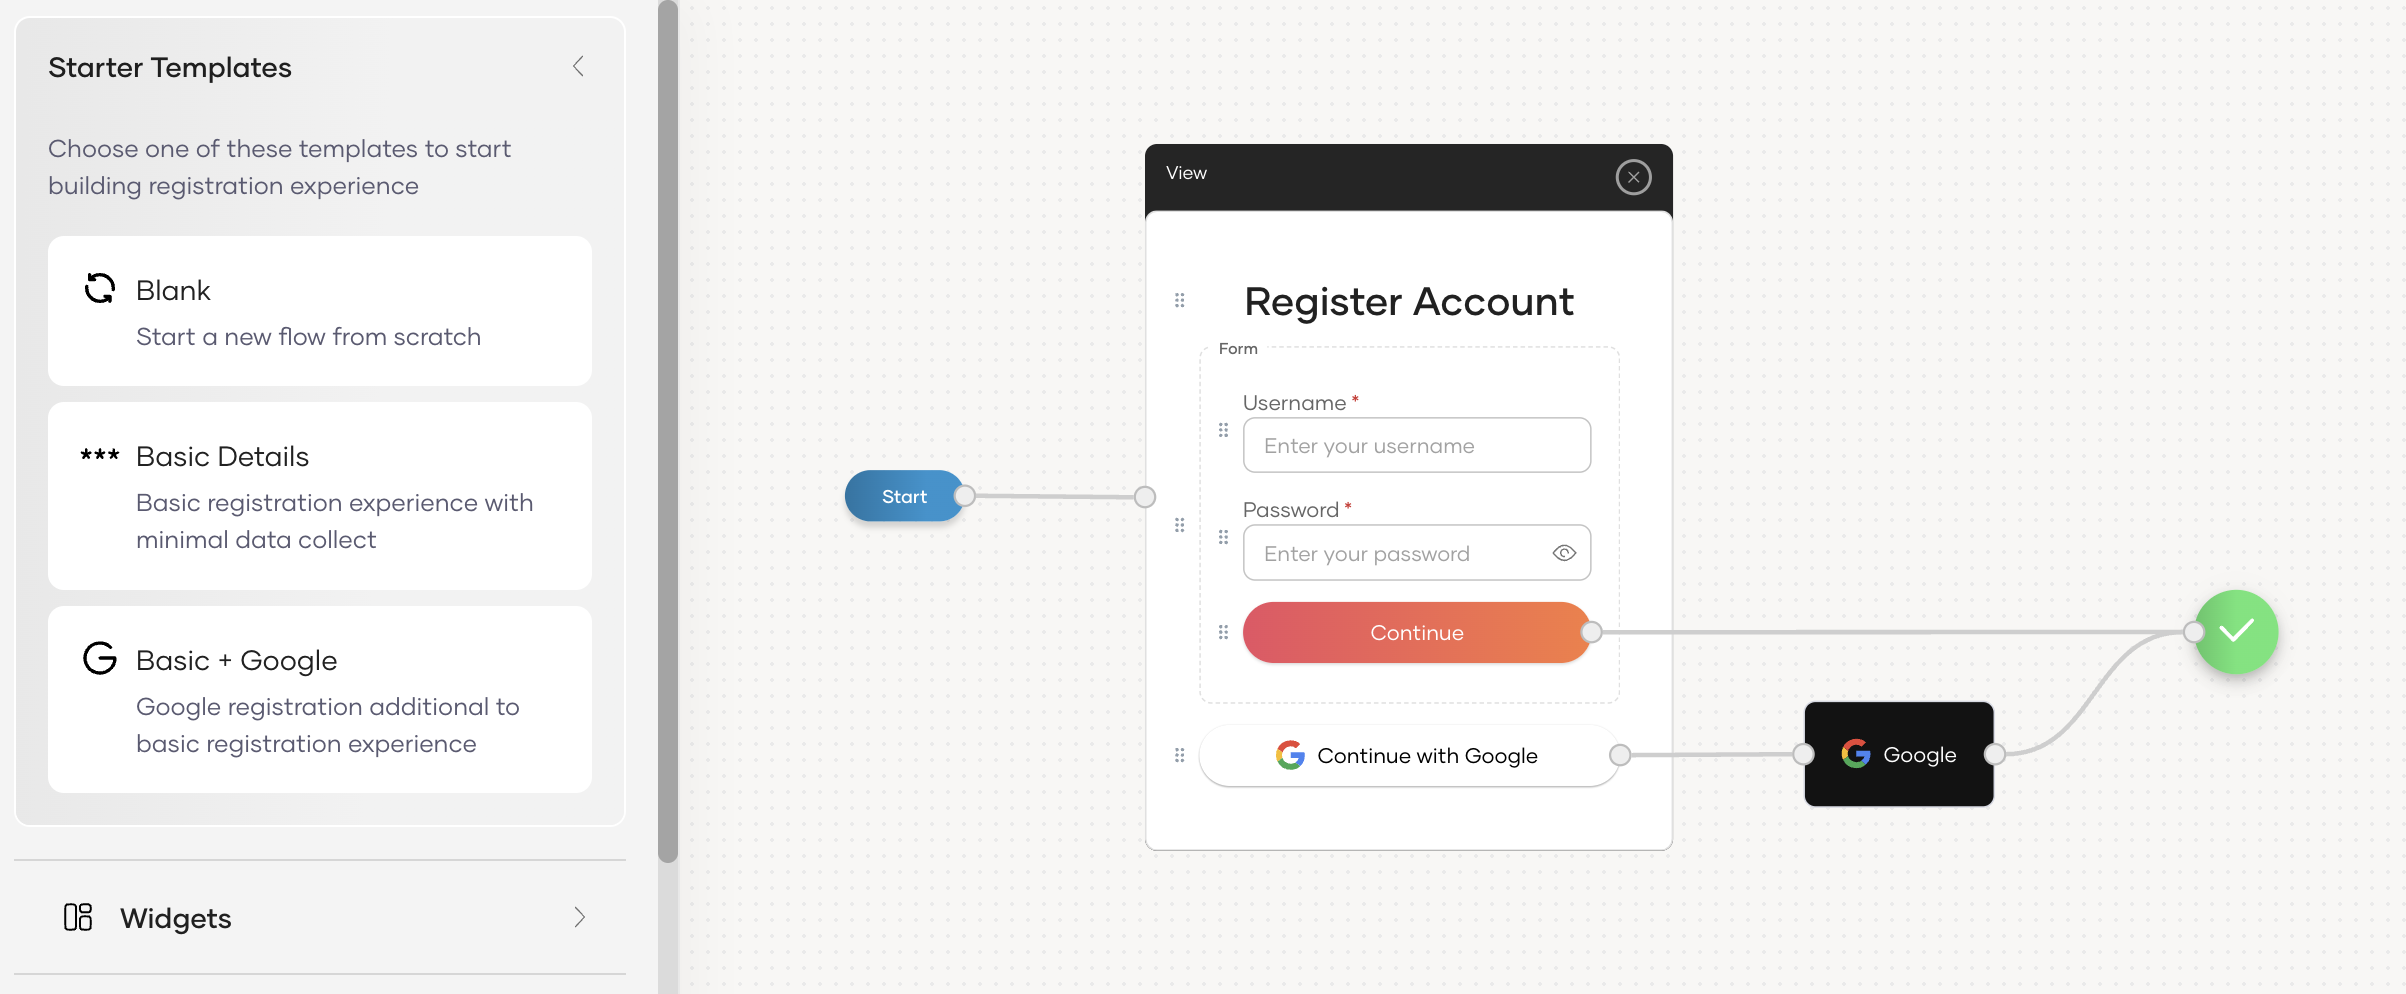 Starter Templates
Choose one of these templates to start
building registration experience
Blank
Start a new flow from scratch
*** Basic Details
Basic registration experience with
minimal data collect
Basic + Google
Google registration additional to
basic registration experience
Widgets
Start
View
Register Account
Form
Username *
Enter your username
Password *
Enter your password
Continue
Continue with Google
Google